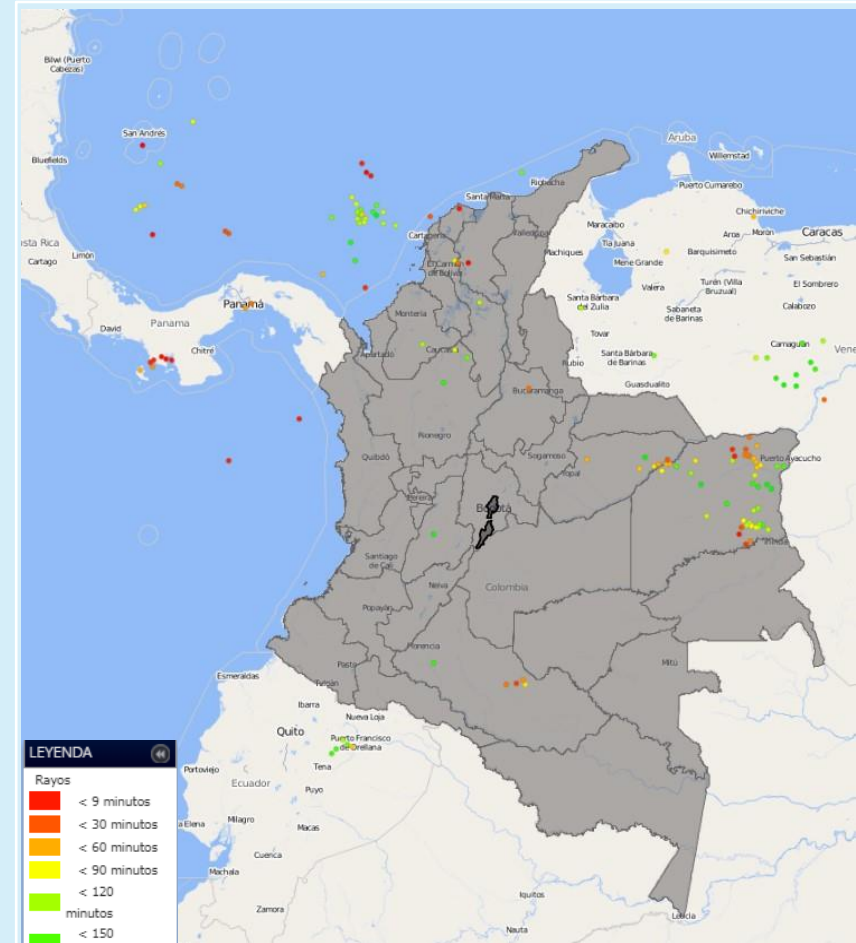 Bilwi (Puerto
Cabezas)
San Andrés
Bluefields
Aruba
Willemstad
Puerto Cumarebo
Riohacha
Santa Marta
Chichiriviche
Maracaibo
Caracas
Cartagena
Valledupar
Costa Rica
Limón
Cartago
Tía Juana
Aroa
Morón
Machiques
Mene Grande
Barquisimeto
San Sebastián
El Carmen
de Bolívar
Valera
Turén (Villa
Bruzual)
El Sombrero
Panamá
Santa Bárbara
del Zulia
Sabaneta
de Barinas
Calabozo
David
Panama
Montería
Tovar
Camaguán
Chitré
Apartadó
Caucasia
Rubio
Santa Bárbara
de Barinas
Vene
Guasdualito
Bucaramanga
Rionegro
Quibdó
Sogamoso
Yopal
Puerto Ayacucho
Pereira
Bogotá
Inírida
Santiago
de Cali
Neiva
Colombia
Popayán
Florencia
Mitú
Pasto
Esmeraldas
Tulcán
Ibarra
Nueva Loja
Quito
Puerto Francisco
de Orellana
LEYENDA
Tena
Portoviejo
Ecuador
Rayos
Puyo
< 9 minutos
< 30 minutos
a Elena
Milagro
Macas
< 60 minutos
Cuenca
< 90 minutos
Machala
< 120
minutos
Iquitos
Zamora
Leticia
< 150
Nauta